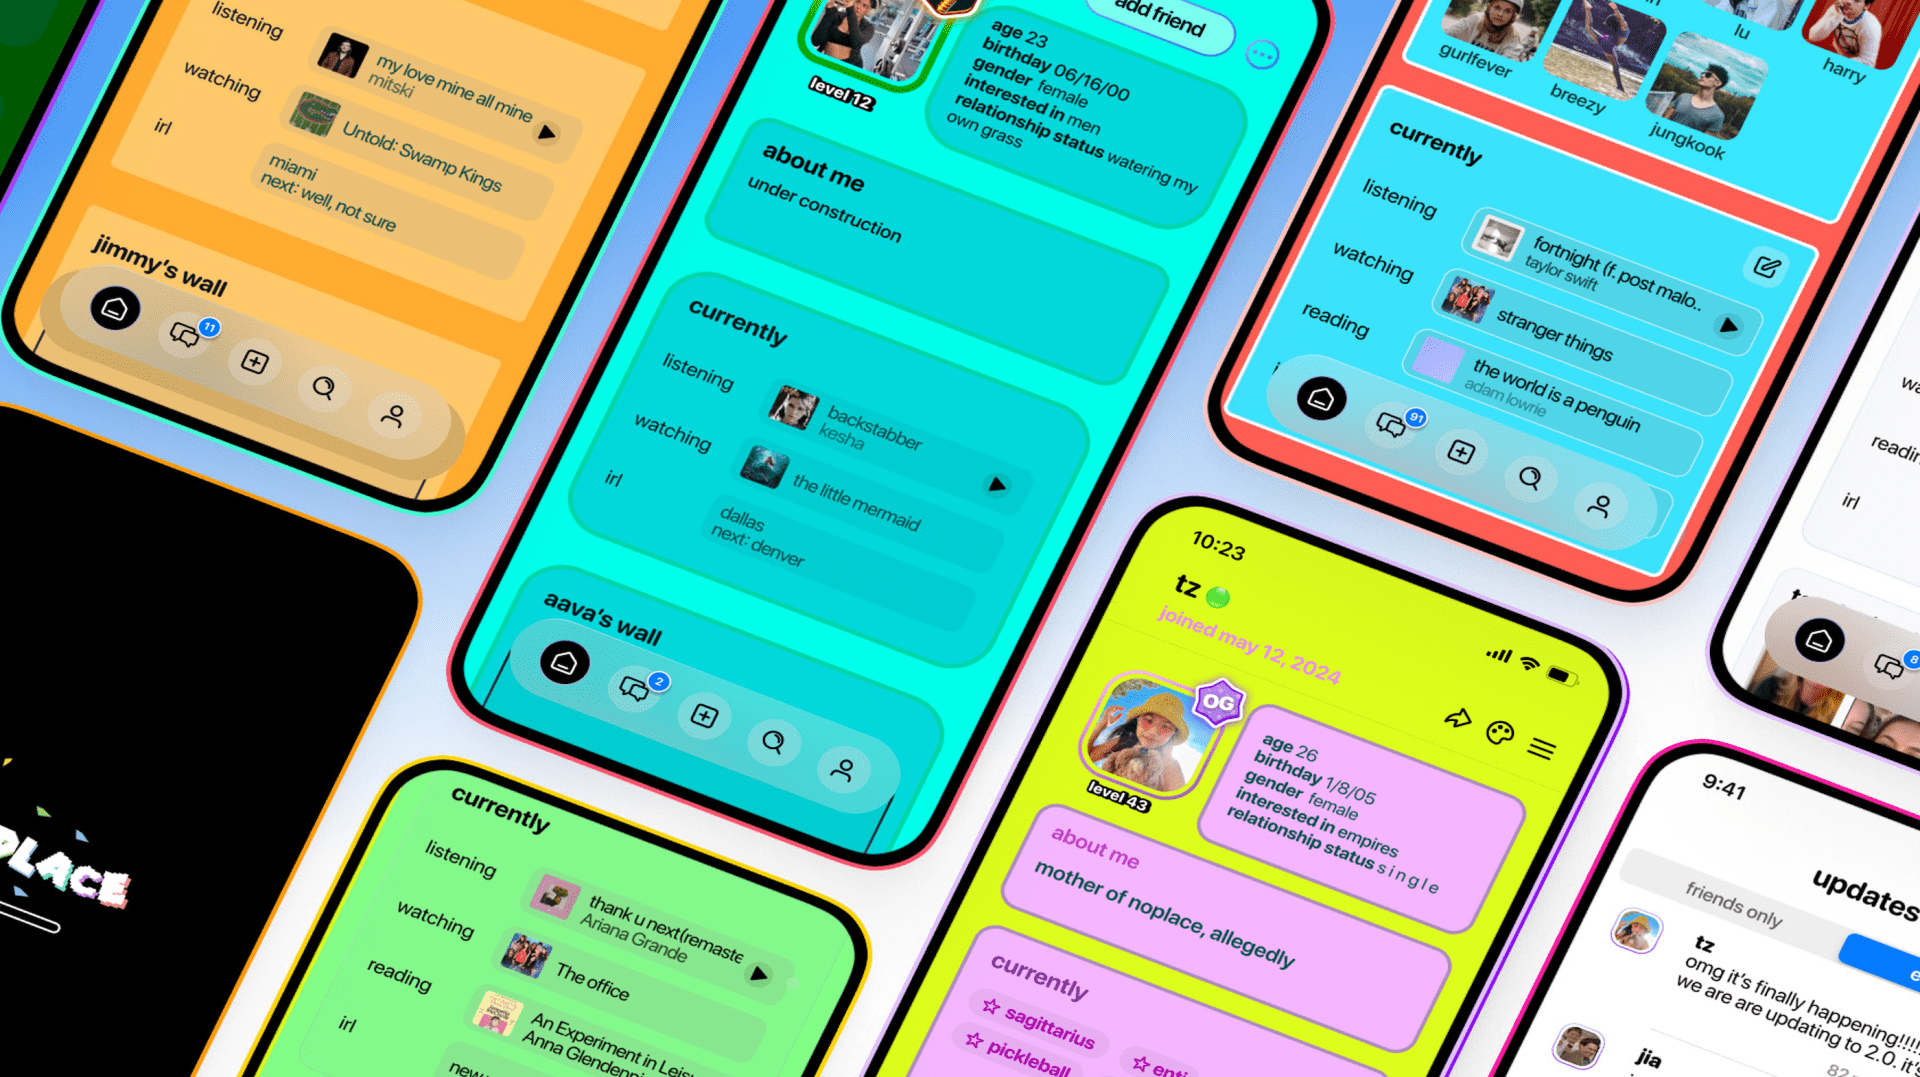 listening
my love mine all mine
mitski
watching
Untold: Swamp Kings
irl
miami
next: well, not sure
jimmy's wall
11
add friend
age 23
birthday 06/16/00
gender female
interested in men
relationship status watering my
own grass
level 12
about me
under construction
currently
listening
backstabber
kesha
watching
the little mermaid
irl
dallas
next: denver
aava's wall
2
gurlfever
breezy
lu
harry
jungkook
currently
listening
fortnight (f. post malo..
taylor swift
watching
stranger things
reading
the world is a penguin
adam lowrie
91
irl
8
PLACE
currently
listening
thank u next(remaste
Ariana Grande
watching
The office
reading
An Experiment in Leis
Anna Glendenn
irl
new
10:23
tz
joined may 12, 2024
OG
level 43
age 26
birthday 1/8/05
gender female
interested in empires
relationship status single
about me
mother of noplace, allegedly
currently
sagittarius
pickleball
enti
9:41
updates
friends only
tz
omg it's finally happening!!!!
we are are updating to 2.0. it's
jia